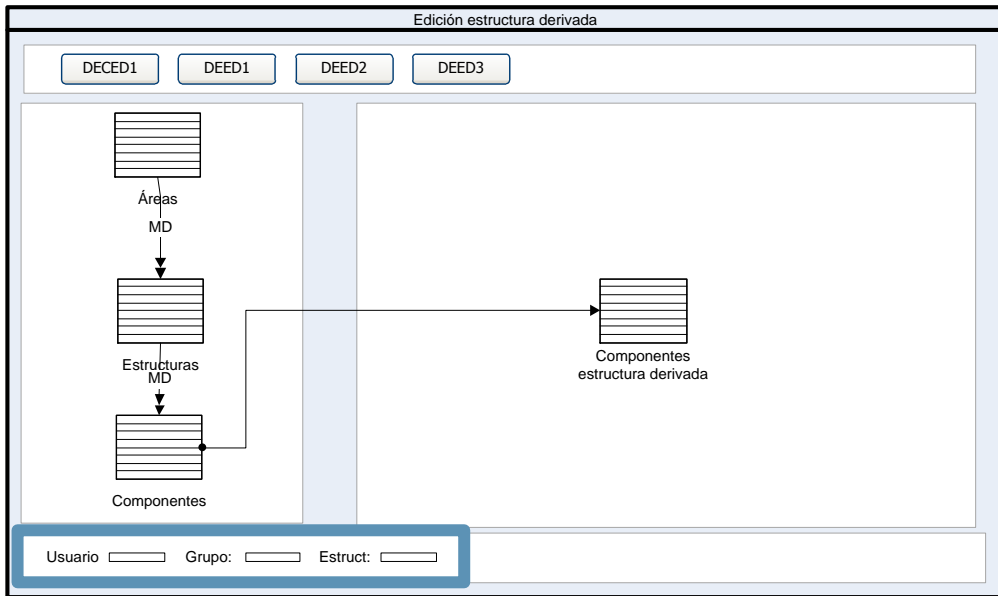 Edición estructura derivada
DECED1 DEED1 DEED2 DEED3
Áreas
MD
Estructuras
MD
Componentes
Componentes
estructura derivada
Usuario Grupo: Estruct: